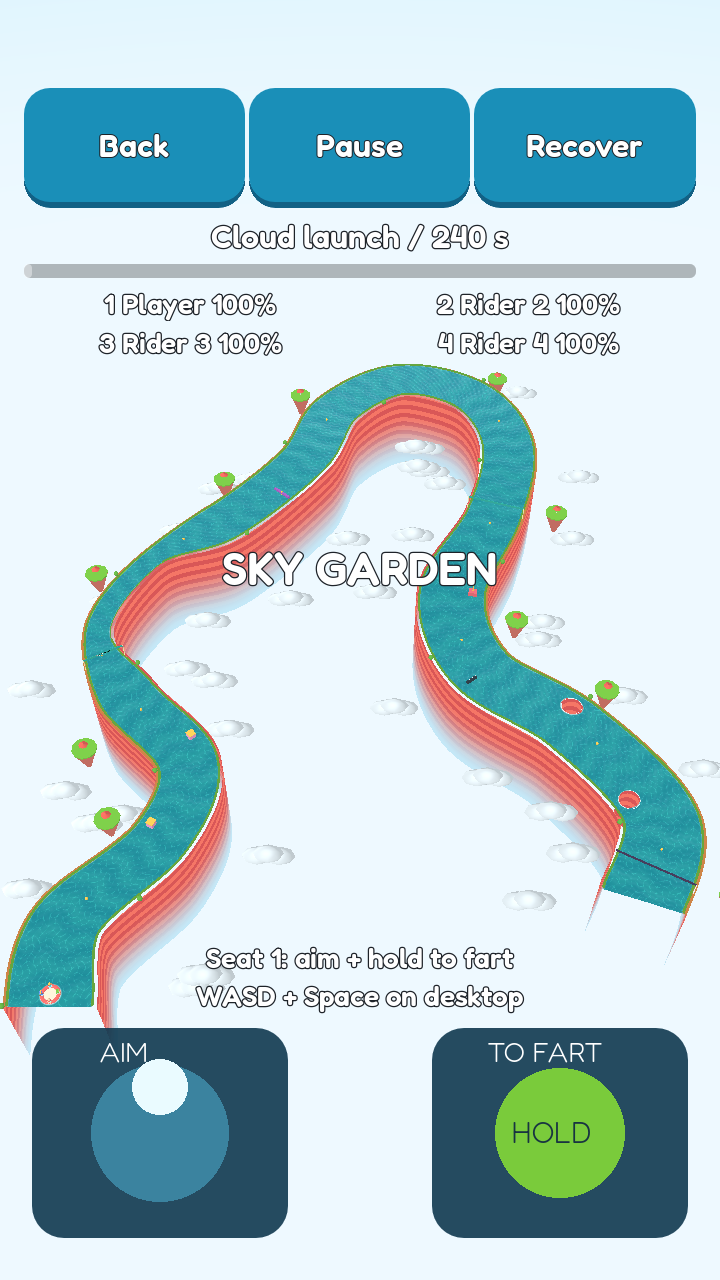 Back
Pause
Recover
Cloud launch / 240 s
1 Player 100%
2 Rider 2 100%
3 Rider 3 100%
4 Rider 4 100%
SKY GARDEN
Seat 1: aim + hold to fart
WASD + Space on desktop
AIM
TO FART
HOLD